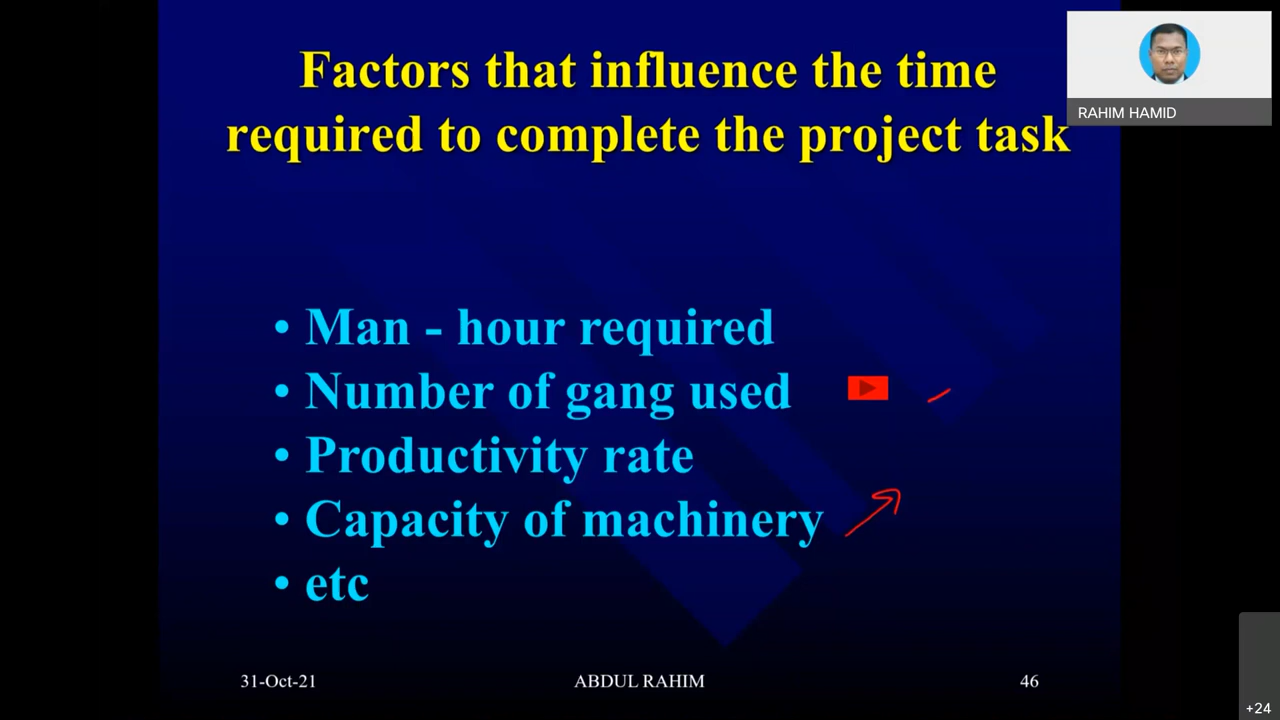 Factors that influence the time
required to complete the project task
RAHIM HAMID
• Man - hour required
• Number of gang used
• Productivity rate
• Capacity of machinery
• etc
31-Oct-21
ABDUL RAHIM
46
+24